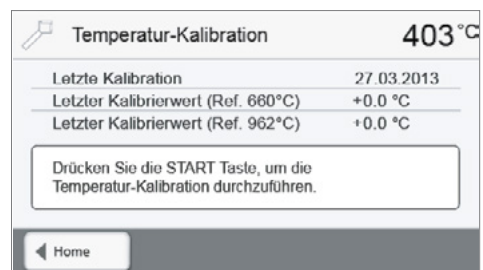 Temperatur-Kalibration 403°C
Letzte Kalibration 27.03.2013
Letzter Kalibrierwert (Ref. 660°C) +0.0 °C
Letzter Kalibrierwert (Ref. 962°C) +0.0 °C
Drücken Sie die START Taste, um die
Temperatur-Kalibration durchzuführen.
Home